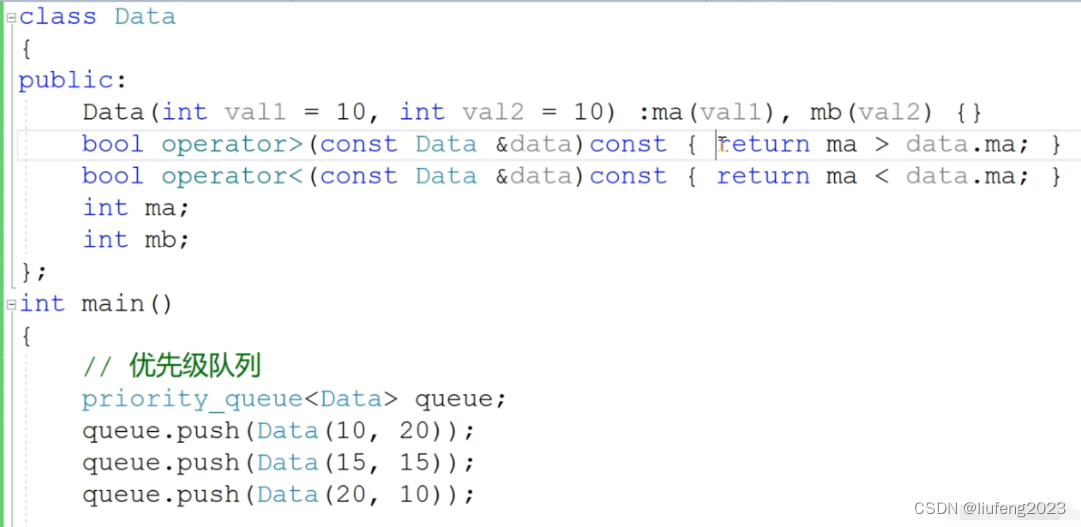 class Data
{
public:
    Data(int val1 = 10, int val2 = 10) :ma(val1), mb(val2) {}
    bool operator>(const Data &data)const { return ma > data.ma; }
    bool operator<(const Data &data)const { return ma < data.ma; }
    int ma;
    int mb;
};
int main()
{
    // 优先级队列
    priority_queue<Data> queue;
    queue.push(Data(10, 20));
    queue.push(Data(15, 15));
    queue.push(Data(20, 10));
CSDN @liufeng2023